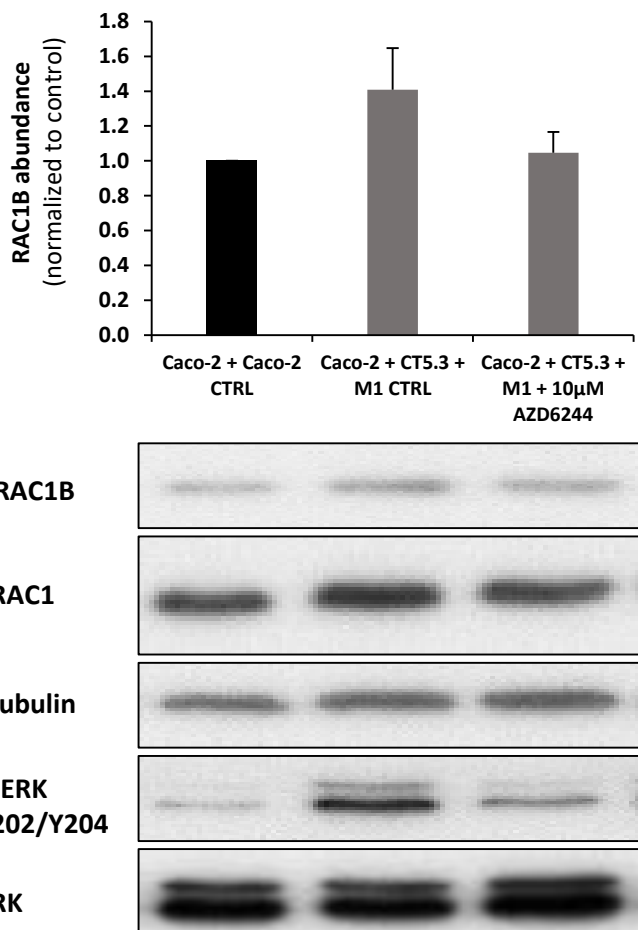 1.8
1.6
1.4
1.2
1.0
0.8
0.6
0.4
0.2
0.0
RAC1B abundance
(normalized to control)
Caco-2 + Caco-2
CTRL
Caco-2 + CT5.3 +
M1 CTRL
Caco-2 + CT5.3 +
M1 + 10µM
AZD6244
RAC1B
RAC1
ubulin
ERK
202/Y204
RK